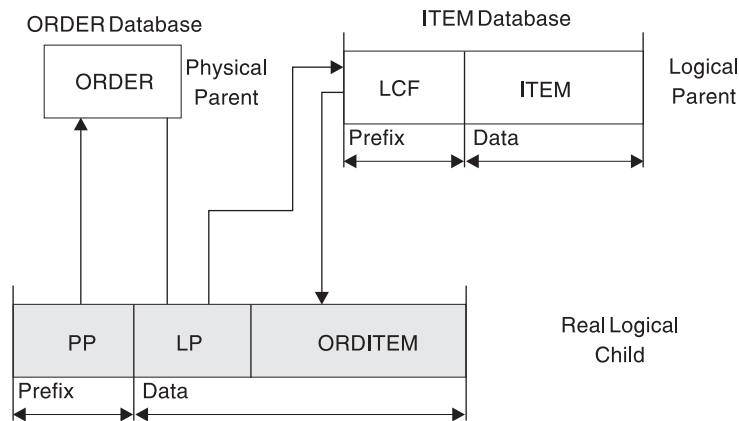 ORDER Database
ITEM Database
ORDER
Physical
Parent
LCF
ITEM
Logical
Parent
Prefix
Data
PP
LP
ORDITEM
Real Logical
Child
Prefix
Data